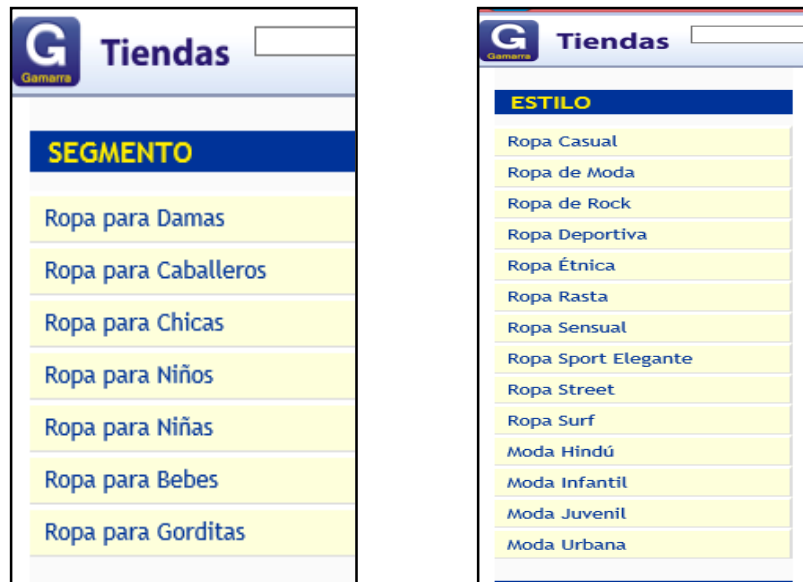 G
Gamarra
Tiendas
SEGMENTO
Ropa para Damas
Ropa para Caballeros
Ropa para Chicas
Ropa para Niños
Ropa para Niñas
Ropa para Bebes
Ropa para Gorditas
G
Gamarra
Tiendas
ESTILO
Ropa Casual
Ropa de Moda
Ropa de Rock
Ropa Deportiva
Ropa Étnica
Ropa Rasta
Ropa Sensual
Ropa Sport Elegante
Ropa Street
Ropa Surf
Moda Hindú
Moda Infantil
Moda Juvenil
Moda Urbana